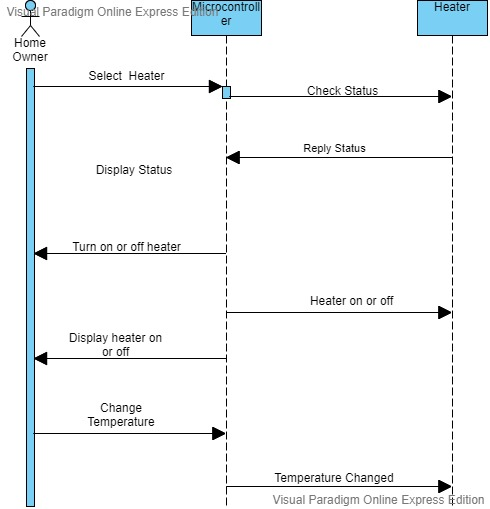 Visual Paradigm Online Express Edition
Microcontroll
er
Heater
Home
Owner
Select Heater
Check Status
Reply Status
Display Status
Turn on or off heater
Heater on or off
Display heater on
or off
Change
Temperature
Temperature Changed
Visual Paradigm Online Express Edition